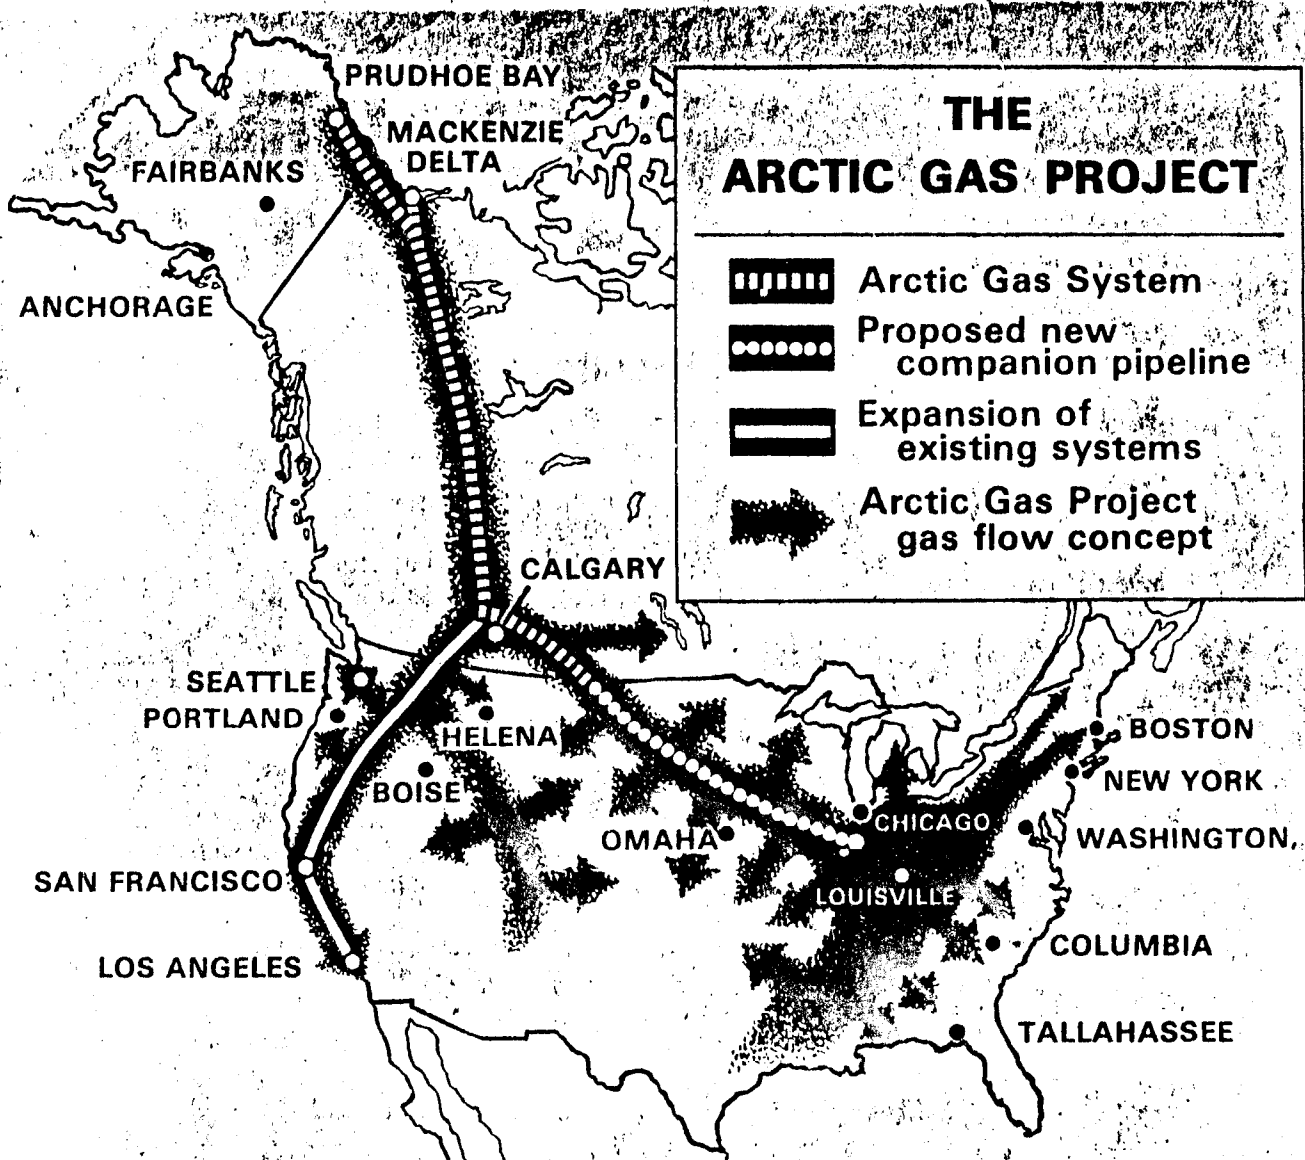 PRUDHOE BAY
MACKENZIE
DELTA
FAIRBANKS
ANCHORAGE
THE
ARCTIC GAS PROJECT
Arctic Gas System
Proposed new
companion pipeline
Expansion of
existing systems
Arctic Gas Project
gas flow concept
CALGARY
SEATTLE
PORTLAND
HELENA
BOISE
OMAHA
CHICAGO
BOSTON
NEW YORK
WASHINGTON,
SAN FRANCISCO
LOUISVILLE
LOS ANGELES
COLUMBIA
TALLAHASSEE